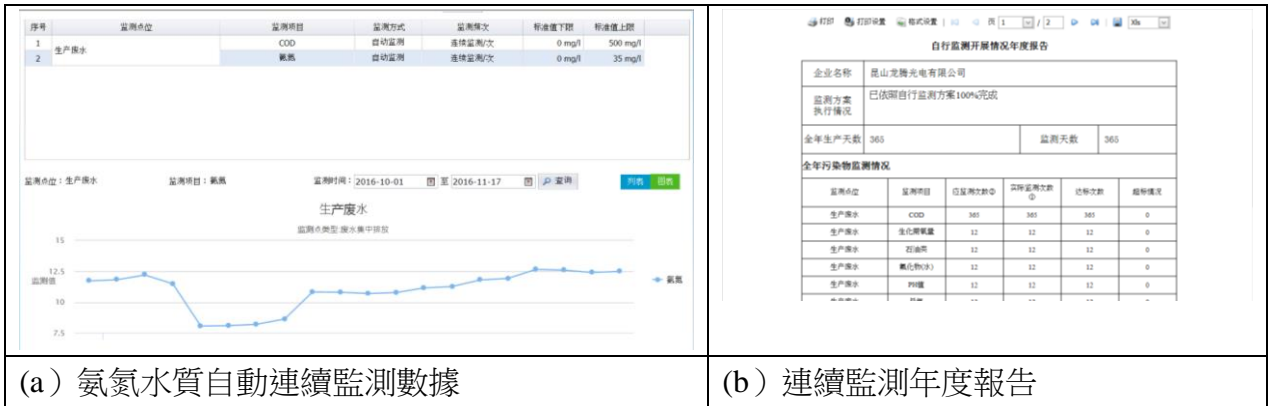 序号 监测点位 监测项目 监测方式 监测频次 标准值下限 标准值上限
1 生产废水 COD 自动监测 连续监测/次 0 mg/l 500 mg/l
2 氨氮 自动监测 连续监测/次 0 mg/l 35 mg/l
监测点位：生产废水 监测项目：氨氮 监测时间：2016-10-01 至 2016-11-17 查询 列表 图表
生产废水
监测点类型:废水集中排放
15
12.5
监测值
10
7.5
氨氮
(a）氨氮水質自動連續監測數據
打印 打印设置 格式设置 页 1 / 2
自行监测开展情况年度报告
企业名称 昆山龙腾光电有限公司
监测方案执行情况 已依照自行监测方案100%完成
全年生产天数 365 监测天数 365
全年污染物监测情况
监测点位 监测项目 应监测次数② 实际监测次数① 达标次数 超标情况
生产废水 COD 365 365 365 0
生产废水 生化需氧量 12 12 12 0
生产废水 石油类 12 12 12 0
生产废水 氟化物(水) 12 12 12 0
生产废水 PH值 12 12 12 0
(b）連續監測年度報告